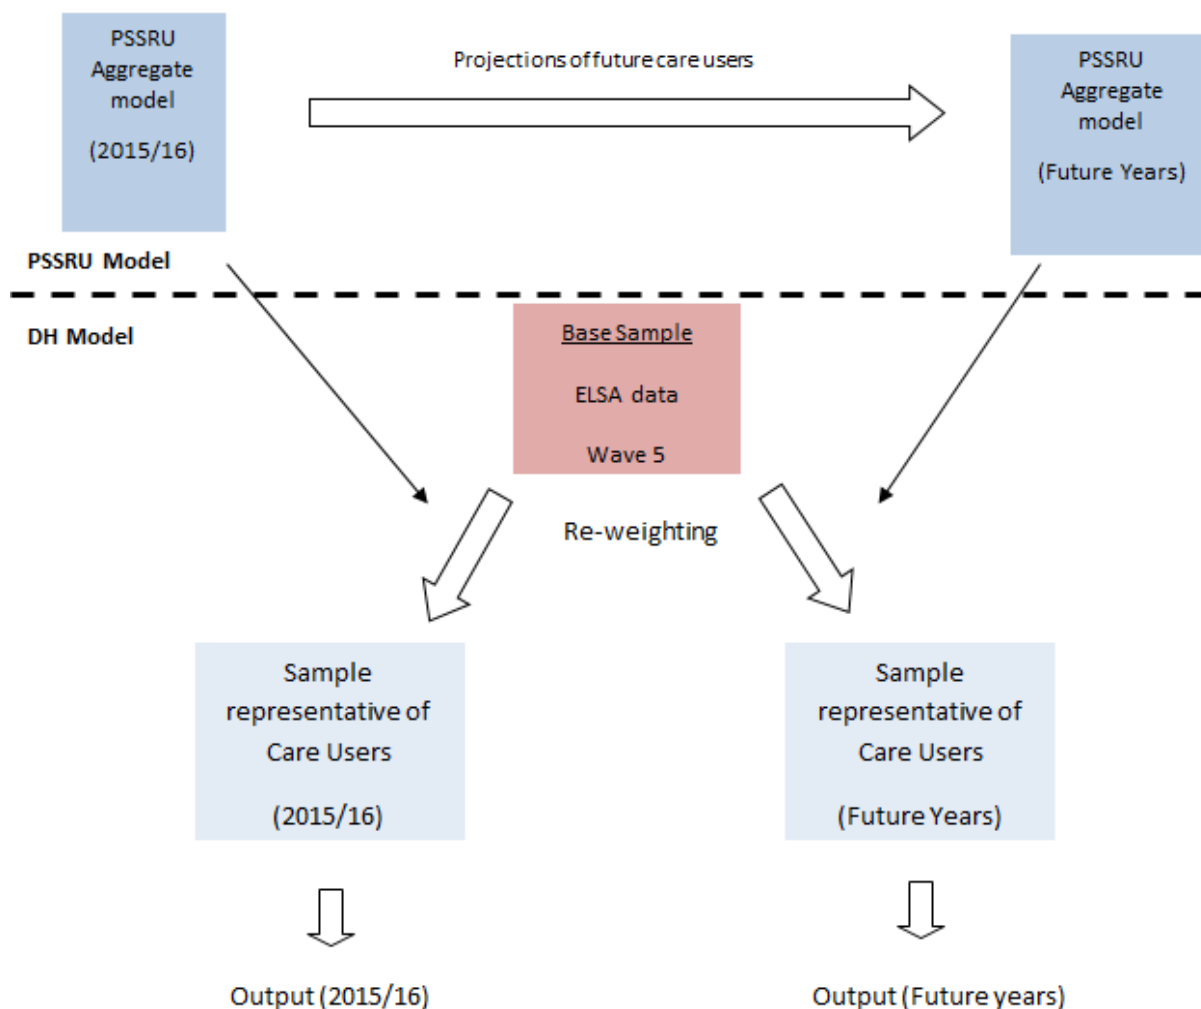 PSSRU
Aggregate
model
(2015/16)
Projections of future care users
PSSRU
Aggregate
model
(Future Years)
PSSRU Model
DH Model
Base Sample
ELSA data
Wave 5
Re-weighting
Sample
representative of
Care Users
(2015/16)
Sample
representative of
Care Users
(Future Years)
Output (2015/16)
Output (Future years)